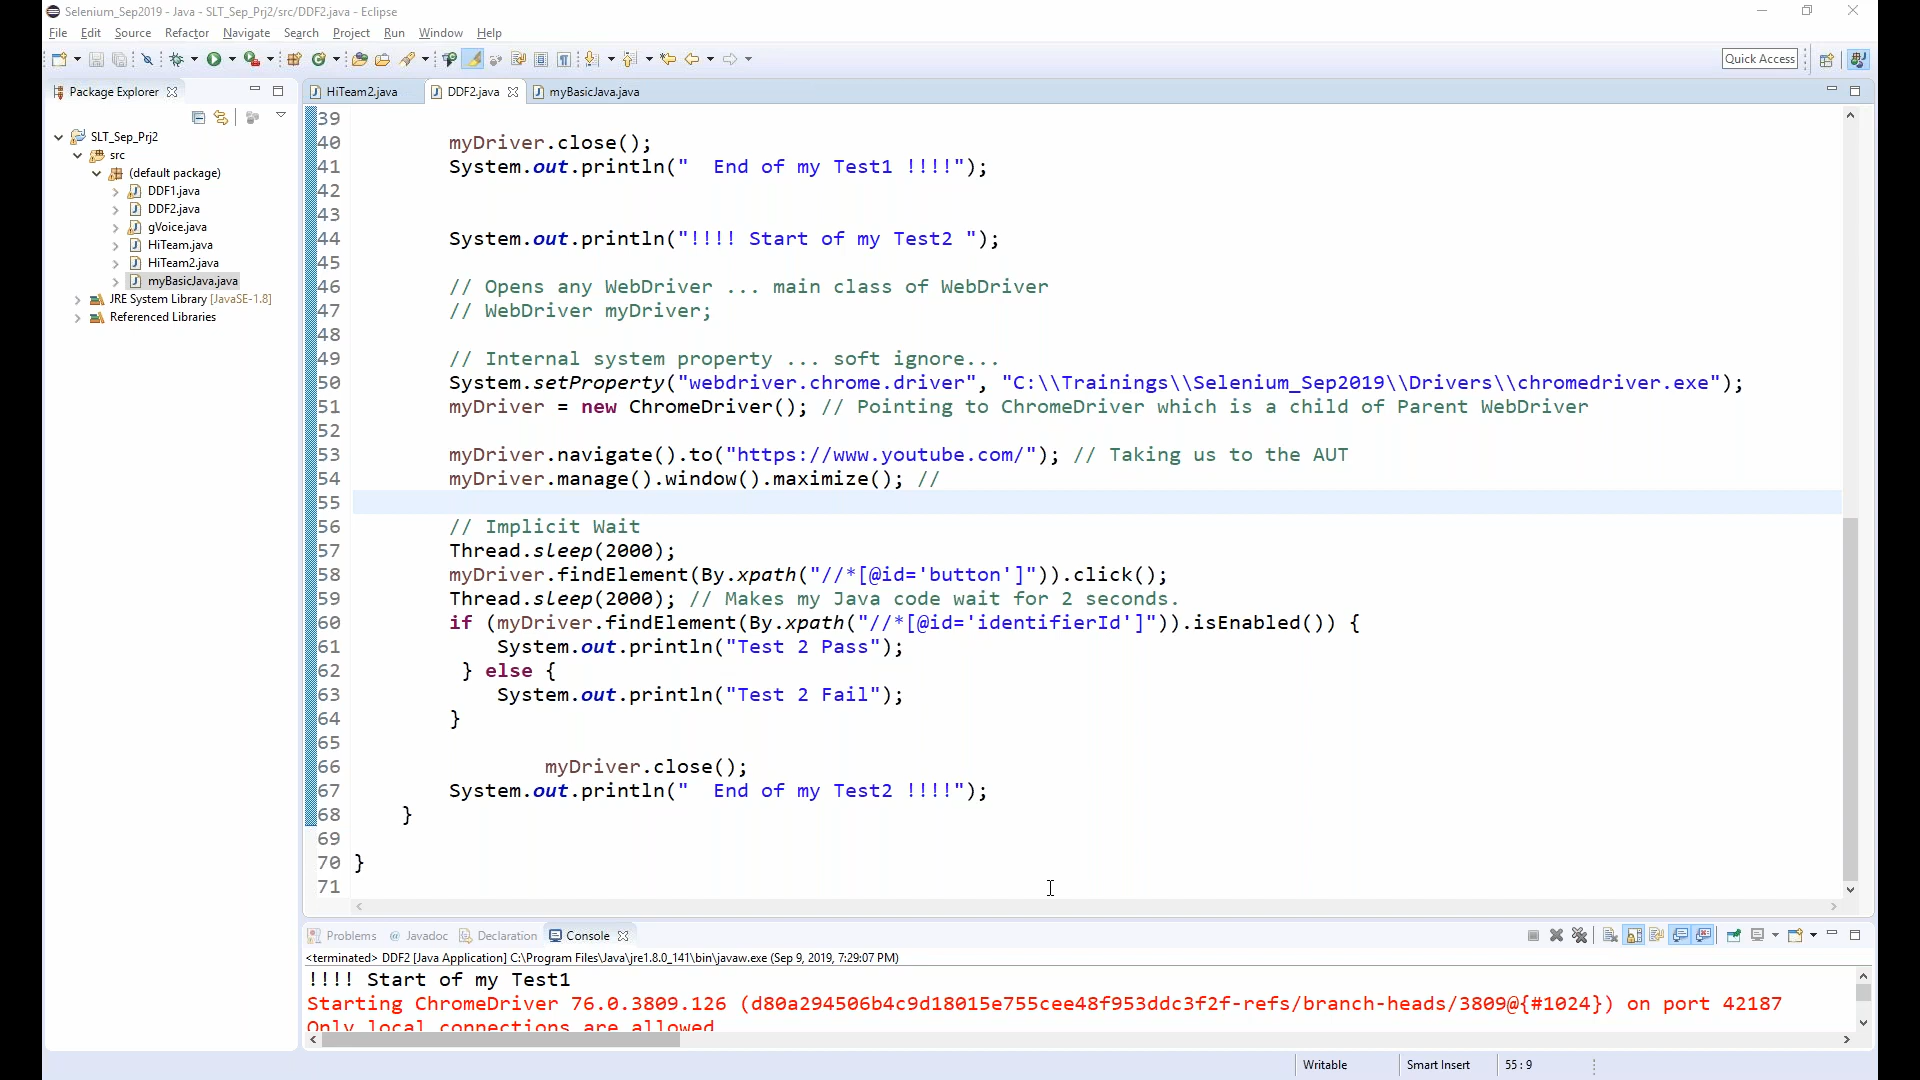 Selenium_Sep2019 - Java - SLT_Sep_Prj2/src/DDF2.java - Eclipse
File Edit Source Refactor Navigate Search Project Run Window Help
Quick Access
Package Explorer
SLT_Sep_Prj2
src
(default package)
DDF1.java
DDF2.java
gVoice.java
HiTeam.java
HiTeam2.java
myBasicJava.java
JRE System Library [JavaSE-1.8]
Referenced Libraries
HiTeam2.java DDF2.java myBasicJava.java
39
40 myDriver.close();
41 System.out.println("  End of my Test1 !!!!");
42
43
44 System.out.println("!!!! Start of my Test2 ");
45
46 // Opens any WebDriver ... main class of WebDriver
47 // WebDriver myDriver;
48
49 // Internal system property ... soft ignore...
50 System.setProperty("webdriver.chrome.driver", "C:\\Trainings\\Selenium_Sep2019\\Drivers\\chromedriver.exe");
51 myDriver = new ChromeDriver(); // Pointing to ChromeDriver which is a child of Parent WebDriver
52
53 myDriver.navigate().to("https://www.youtube.com/"); // Taking us to the AUT
54 myDriver.manage().window().maximize(); //
55
56 // Implicit Wait
57 Thread.sleep(2000);
58 myDriver.findElement(By.xpath("//*[@id='button']")).click();
59 Thread.sleep(2000); // Makes my Java code wait for 2 seconds.
60 if (myDriver.findElement(By.xpath("//*[@id='identifierId']")).isEnabled()) {
61 System.out.println("Test 2 Pass");
62 } else {
63 System.out.println("Test 2 Fail");
64 }
65
66 myDriver.close();
67 System.out.println("  End of my Test2 !!!!");
68 }
69
70 }
71
Problems Javadoc Declaration Console
<terminated> DDF2 [Java Application] C:\Program Files\Java\jre1.8.0_141\bin\javaw.exe (Sep 9, 2019, 7:29:07 PM)
!!!! Start of my Test1
Starting ChromeDriver 76.0.3809.126 (d80a294506b4c9d18015e755cee48f953ddc3f2f-refs/branch-heads/3809@{#1024}) on port 42187
Only local connections are allowed
Writable Smart Insert 55 : 9